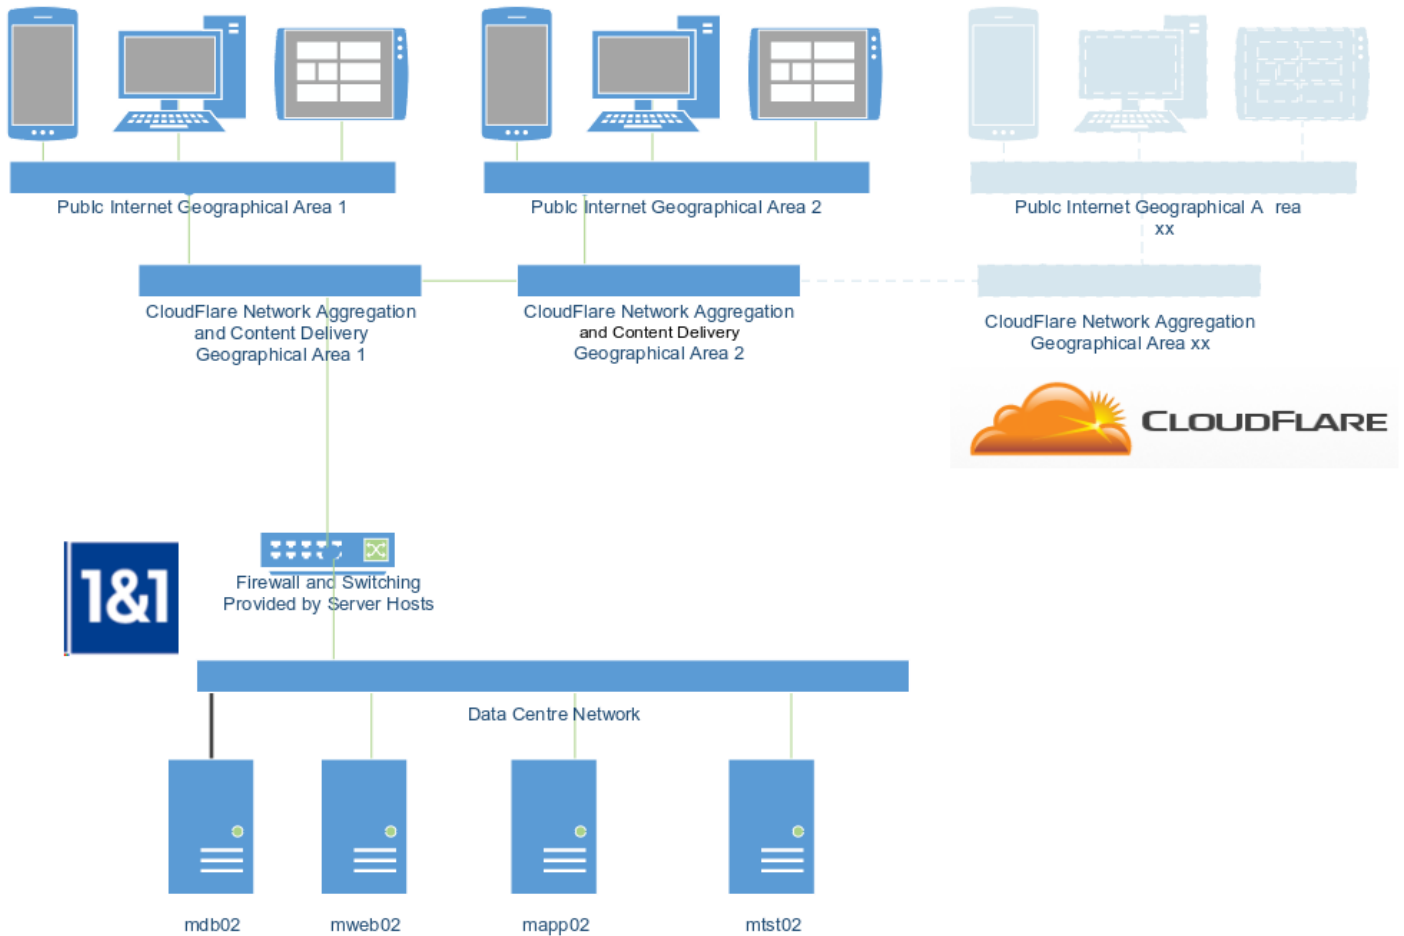 Publc Internet Geographical Area 1
Publc Internet Geographical Area 2
Publc Internet Geographical A rea
xx
CloudFlare Network Aggregation
and Content Delivery
Geographical Area 1
CloudFlare Network Aggregation
and Content Delivery
Geographical Area 2
CloudFlare Network Aggregation
Geographical Area xx
CLOUDFLARE
1&1
Firewall and Switching
Provided by Server Hosts
Data Centre Network
mdb02
mweb02
mapp02
mtst02